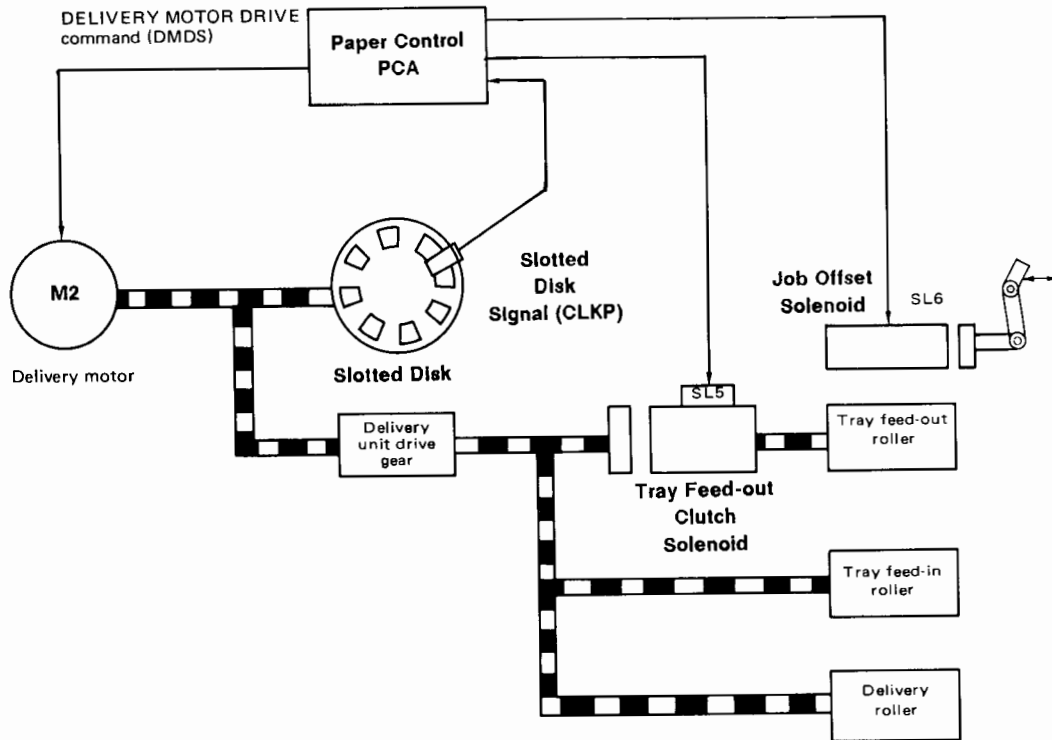 DELIVERY MOTOR DRIVE
command (DMDS)
Paper Control
PCA
M2
Delivery motor
Slotted
Disk
Signal (CLKP)
Slotted Disk
Job Offset
Solenoid
SL6
SL5
Delivery
unit drive
gear
Tray feed-out
roller
Tray Feed-out
Clutch
Solenoid
Tray feed-in
roller
Delivery
roller